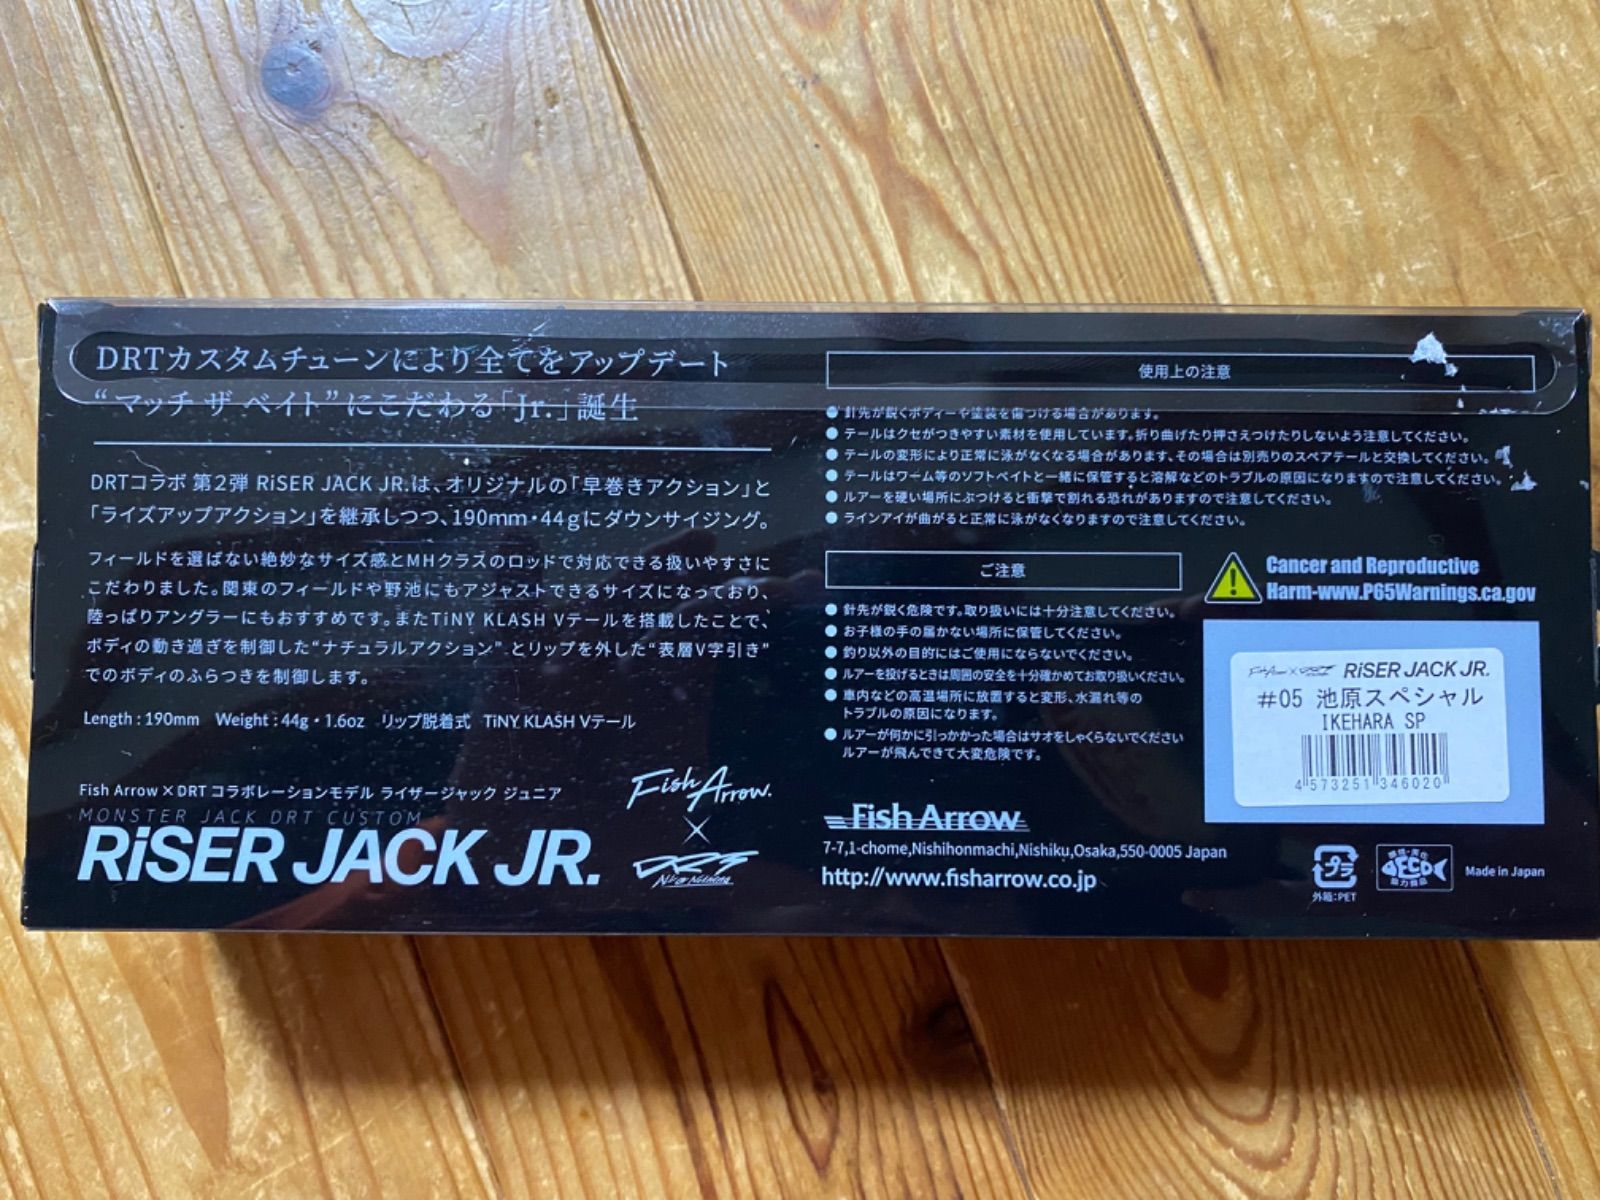 DRTカスタムチューンにより全てをアップデート
“マッチ ザ ベイト”にこだわる「Jr.」誕生
DRTコラボ 第2弾 RiSER JACK JR.は、オリジナルの「早巻きアクション」と
「ライズアップアクション」を継承しつつ、190mm・44gにダウンサイジング。
フィールドを選ばない絶妙なサイズ感とMHクラスのロッドで対応できる扱いやすさに
こだわりました。関東のフィールドや野池にもアジャストできるサイズになっており、
陸っぱりアングラーにもおすすめです。またTiNY KLASH Vテールを搭載したことで、
ボディの動き過ぎを制御した“ナチュラルアクション”とリップを外した“表層V字引き”
でのボディのふらつきを制御します。
Length : 190mm Weight : 44g・1.6oz リップ脱着式 TiNY KLASH Vテール
Fish Arrow × DRT コラボレーションモデル ライザージャック ジュニア
MONSTER JACK DRT CUSTOM
RiSER JACK JR.
Fish Arrow.
×
DRT
使用上の注意
● 針先が鋭くボディーや塗装を傷つける場合があります。
● テールはクセがつきやすい素材を使用しています。折り曲げたり押さえつけたりしないよう注意してください。
● テールの変形により正常に泳がなくなる場合があります、その場合は別売りのスペアテールと交換してください。
● テールはワーム等のソフトベイトと一緒に保管すると溶解などのトラブルの原因になりますので注意してください。
● ルアーを硬い場所にぶつけると衝撃で割れる恐れがありますので注意してください。
● ラインアイが曲がると正常に泳がなくなりますので注意してください。
ご注意
● 針先が鋭く危険です。取り扱いには十分注意してください。
● お子様の手の届かない場所に保管してください。
● 釣り以外の目的にはご使用にならないでください。
● ルアーを投げるときは周囲の安全を十分確かめてお取り扱いください。
● 車内などの高温場所に放置すると変形、水漏れ等の
トラブルの原因になります。
● ルアーが何かに引っかかった場合はサオをしゃくらないでください
ルアーが飛んできて大変危険です。
Cancer and Reproductive
Harm-www.P65Warnings.ca.gov
Fish Arrow × DRT RiSER JACK JR.
#05 池原スペシャル
IKEHARA SP
4 573251 346020
Fish Arrow
7-7,1-chome,Nishihonmachi,Nishiku,Osaka,550-0005 Japan
http://www.fisharrow.co.jp
プラ
外箱:PET
Made in Japan